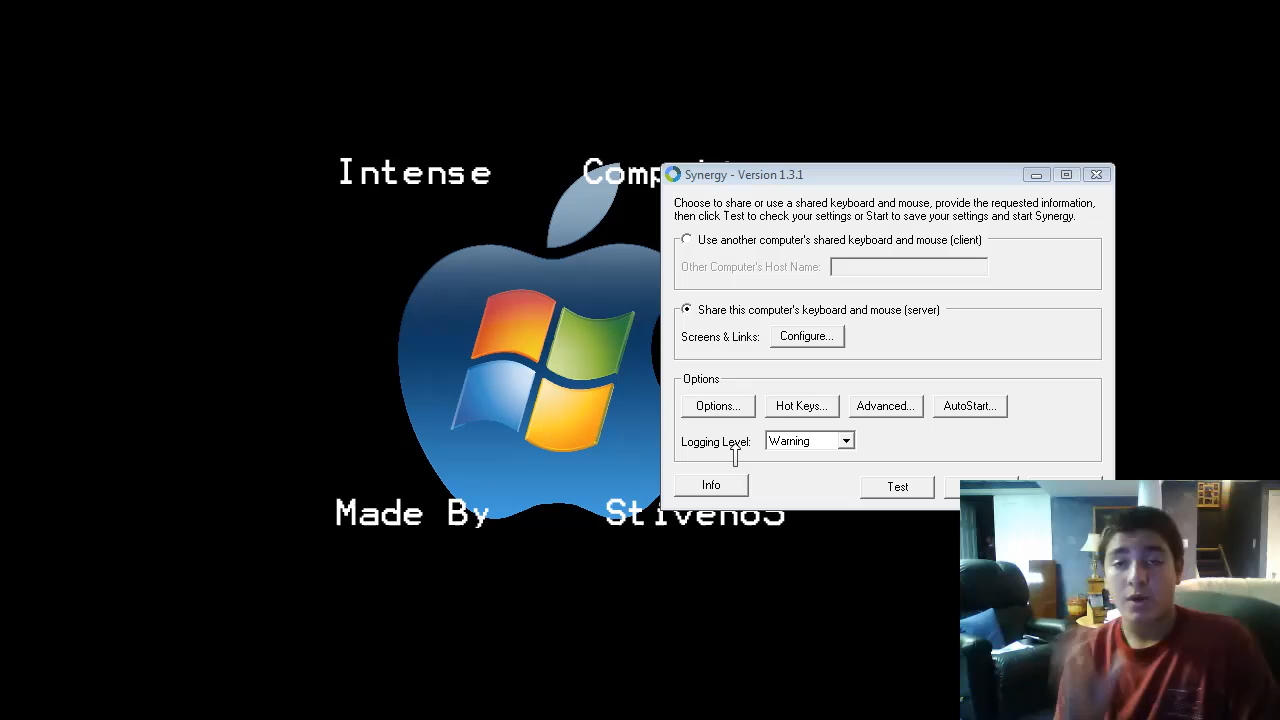 Intense
Synergy - Version 1.3.1
Choose to share or use a shared keyboard and mouse, provide the requested information,
then click Test to check your settings or Start to save your settings and start Synergy.
Use another computer's shared keyboard and mouse (client)
Other Computer's Host Name:
Share this computer's keyboard and mouse (server)
Screens & Links: Configure...
Options
Options... Hot Keys... Advanced... AutoStart...
Logging Level: Warning
Info Test
Made By